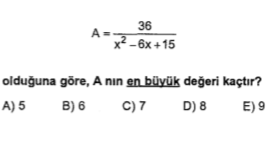 A = 36 / x² – 6x + 15
olduğuna göre, A nın en büyük değeri kaçtır?
A) 5 B) 6 C) 7 D) 8 E) 9